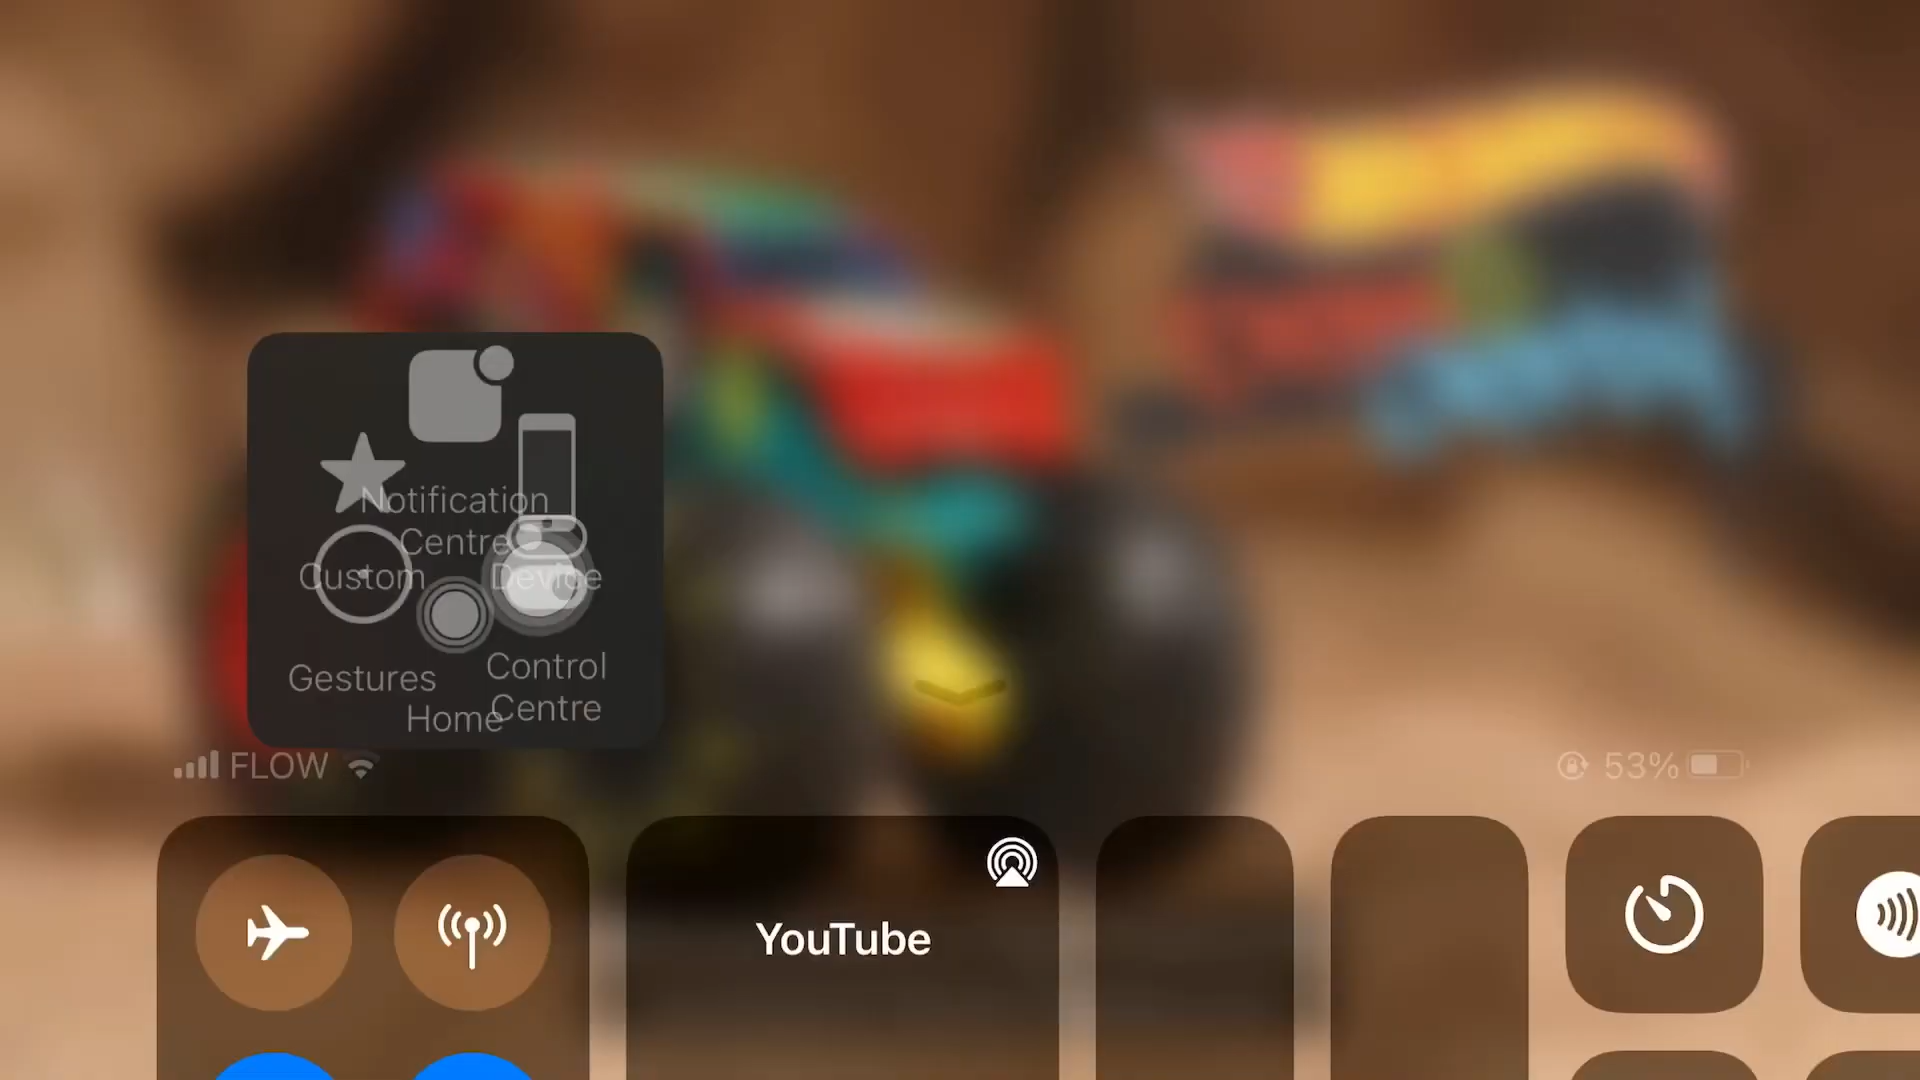 Notification
Centre
Custom
Device
Gestures
Control
Centre
Home
FLOW
53%
YouTube